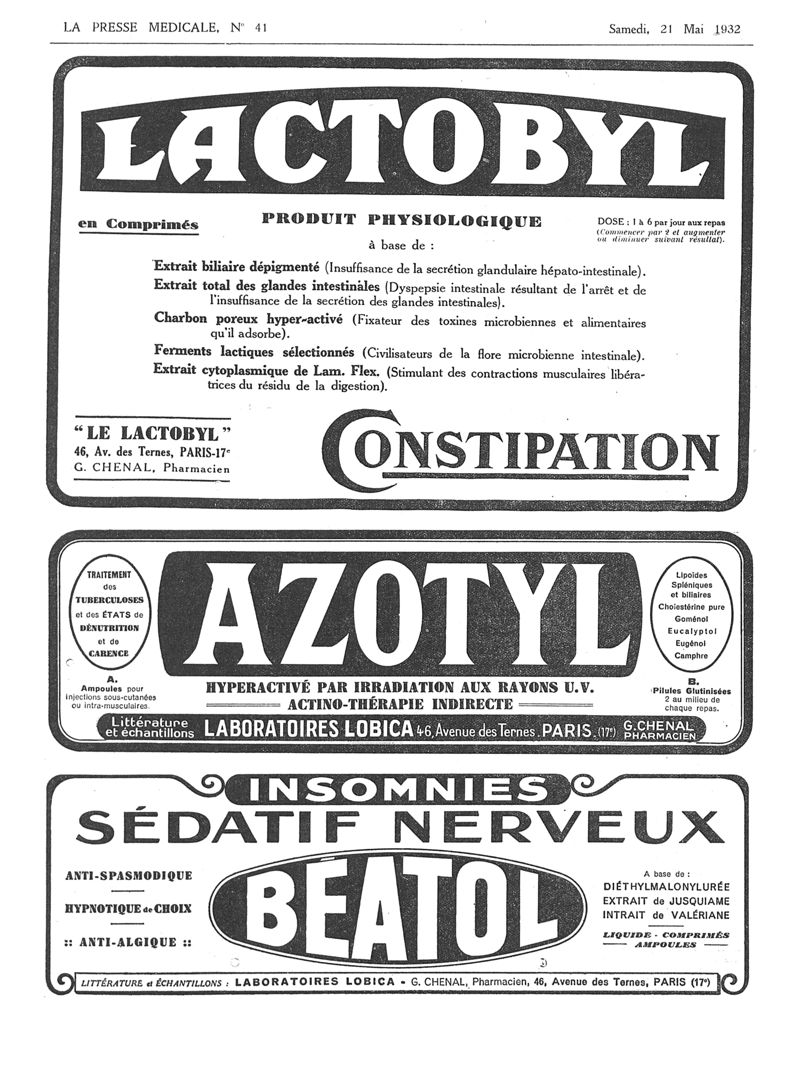 LA PRESSE MEDICALE, N° 41
Samedi, 21 Mai 1932
LACTOBYL
en Comprimés
PRODUIT PHYSIOLOGIQUE
DOSE : 1 à 6 par jour aux repas
(Commencer par 2 et augmenter
ou diminuer suivant résultat).
à base de :
Extrait biliaire dépigmenté (Insuffisance de la secrétion glandulaire hépato-intestinale).
Extrait total des glandes intestinales (Dyspepsie intestinale résultant de l'arrêt et de
l'insuffisance de la secrétion des glandes intestinales).
Charbon poreux hyper-activé (Fixateur des toxines microbiennes et alimentaires
qu'il adsorbe).
Ferments lactiques sélectionnés (Civilisateurs de la flore microbienne intestinale).
Extrait cytoplasmique de Lam. Flex. (Stimulant des contractions musculaires libéra-
trices du résidu de la digestion).
"LE LACTOBYL"
46, Av. des Ternes, PARIS-17e
G. CHENAL, Pharmacien
CONSTIPATION
TRAITEMENT
des
TUBERCULOSES
et des ÉTATS de
DÉNUTRITION
et de
CARENCE
AZOTYL
Lipoïdes
Spléniques
et biliaires
Cholestérine pure
Goménol
Eucalyptol
Eugénol
Camphre
A.
Ampoules pour
injections sous-cutanées
ou intra-musculaires.
HYPERACTIVÉ PAR IRRADIATION AUX RAYONS U.V.
ACTINO-THÉRAPIE INDIRECTE
B.
Pilules Glutinisées
2 au milieu de
chaque repas.
Littérature
et échantillons
LABORATOIRES LOBICA 46, Avenue des Ternes, PARIS. (17e)
G. CHENAL
PHARMACIEN
INSOMNIES
SÉDATIF NERVEUX
ANTI-SPASMODIQUE
HYPNOTIQUE de CHOIX
:: ANTI-ALGIQUE ::
BÉATOL
A base de :
DIÉTHYLMALONYLURÉE
EXTRAIT de JUSQUIAME
INTRAIT de VALÉRIANE
LIQUIDE - COMPRIMÉS
AMPOULES
LITTÉRATURE et ÉCHANTILLONS : LABORATOIRES LOBICA - G. CHENAL, Pharmacien, 46, Avenue des Ternes, PARIS (17e)